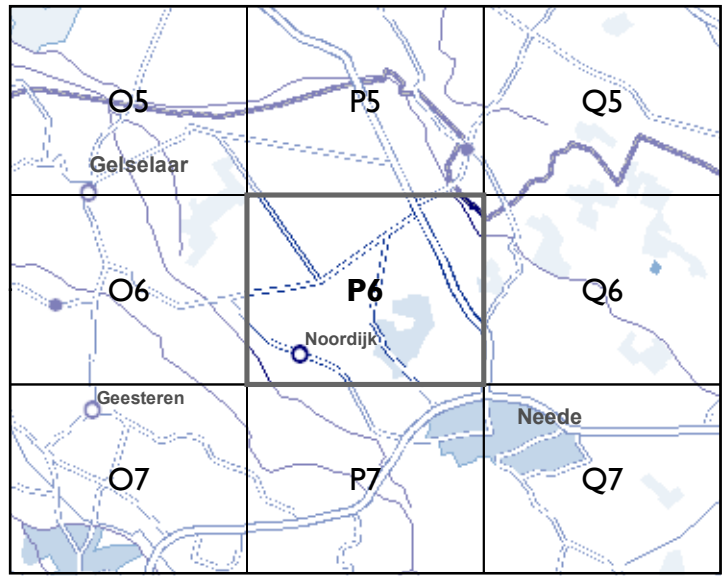 O5
P5
Q5
Gelselaar
O6
P6
Q6
Noordijk
Geesteren
Neede
O7
P7
Q7